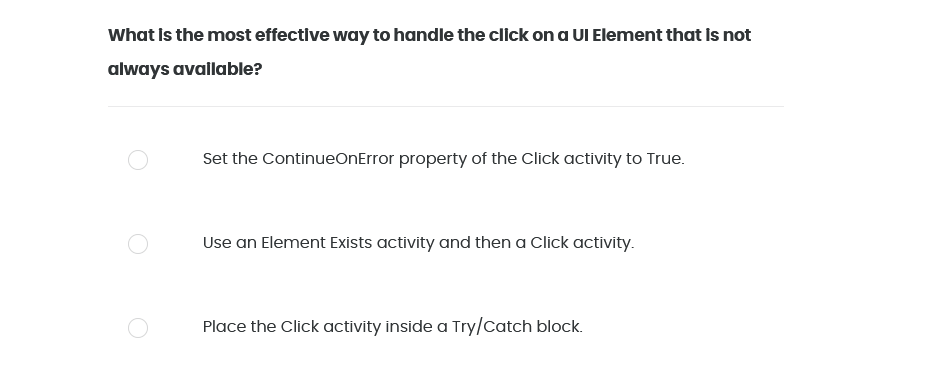 What is the most effective way to handle the click on a UI Element that is not
always available?
Set the ContinueOnError property of the Click activity to True.
Use an Element Exists activity and then a Click activity.
Place the Click activity inside a Try/Catch block.